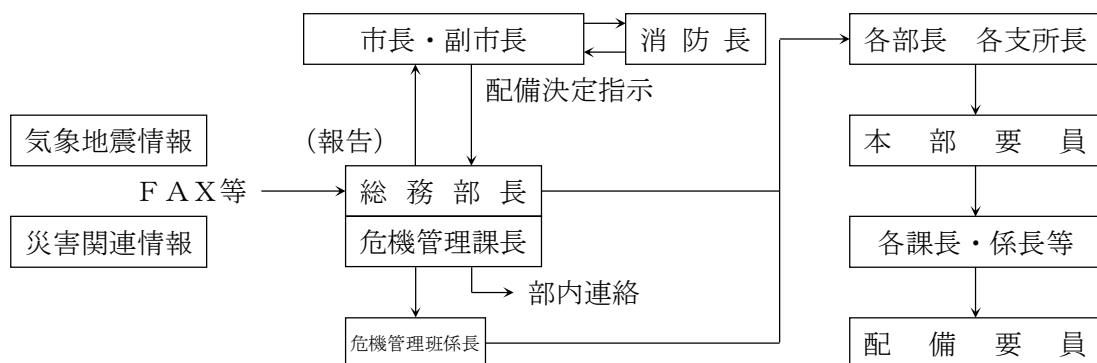 市長・副市長
消防長
各部長 各支所長
配備決定指示
気象地震情報
(報告)
本部要員
FAX等
総務部長
災害関連情報
危機管理課長
各課長・係長等
部内連絡
危機管理班係長
配備要員